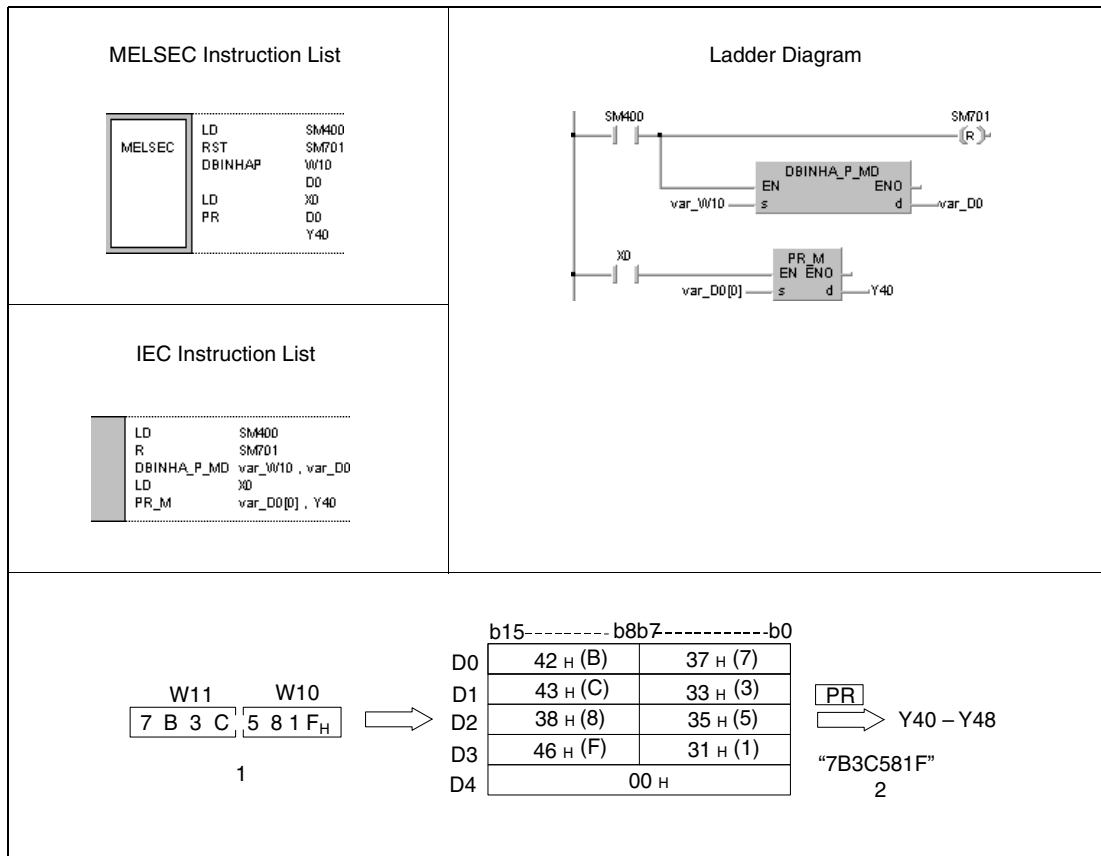 MELSEC Instruction List
MELSEC
LD SM400
RST SM701
DBINHAP W10
D0
LD X0
PR D0
Y40
IEC Instruction List
LD SM400
R SM701
DBINHA_P_MD var_W10 , var_D0
LD X0
PR_M var_D0[0] , Y40
Ladder Diagram
SM400 SM701
(R)
DBINHA_P_MD
EN ENO
var_W10 s d var_D0
X0
PR_M
EN ENO
var_D0[0] s d Y40
b15 b8b7 b0
D0 42 H (B) 37 H (7)
D1 43 H (C) 33 H (3)
D2 38 H (8) 35 H (5)
D3 46 H (F) 31 H (1)
D4 00 H
W11 W10
7 B 3 C 5 8 1 FH
1
PR
Y40 – Y48
“7B3C581F”
2